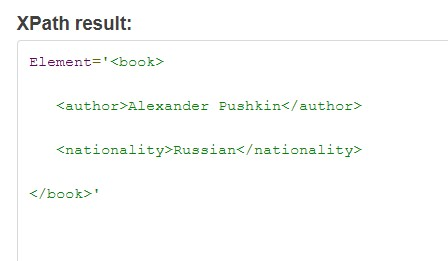 XPath result:
Element='<book>
<author>Alexander Pushkin</author>
<nationality>Russian</nationality>
</book>'